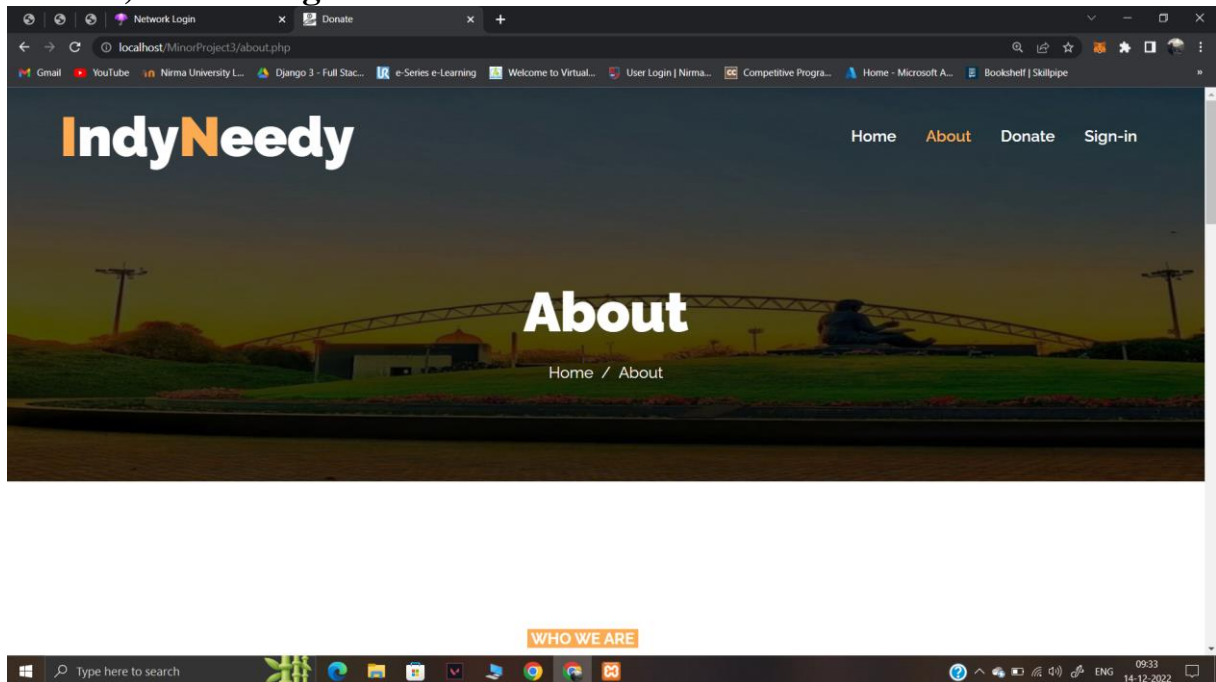 Network Login
Donate
localhost/MinorProject3/about.php
Gmail YouTube Nirma University L... Django 3 - Full Stac... e-Series e-Learning Welcome to Virtual... User Login | Nirma... Competitive Progra... Home - Microsoft A... Bookshelf | Skillpipe »
IndyNeedy
Home About Donate Sign-in
About
Home / About
WHO WE ARE
Type here to search
ENG
09:33
14-12-2022